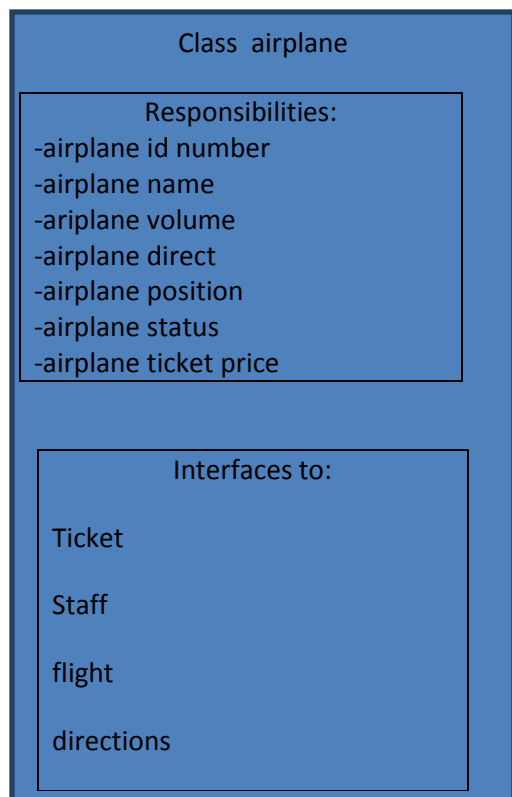 Class airplane
Responsibilities:
-airplane id number
-airplane name
-ariplane volume
-airplane direct
-airplane position
-airplane status
-airplane ticket price
Interfaces to:
Ticket
Staff
flight
directions